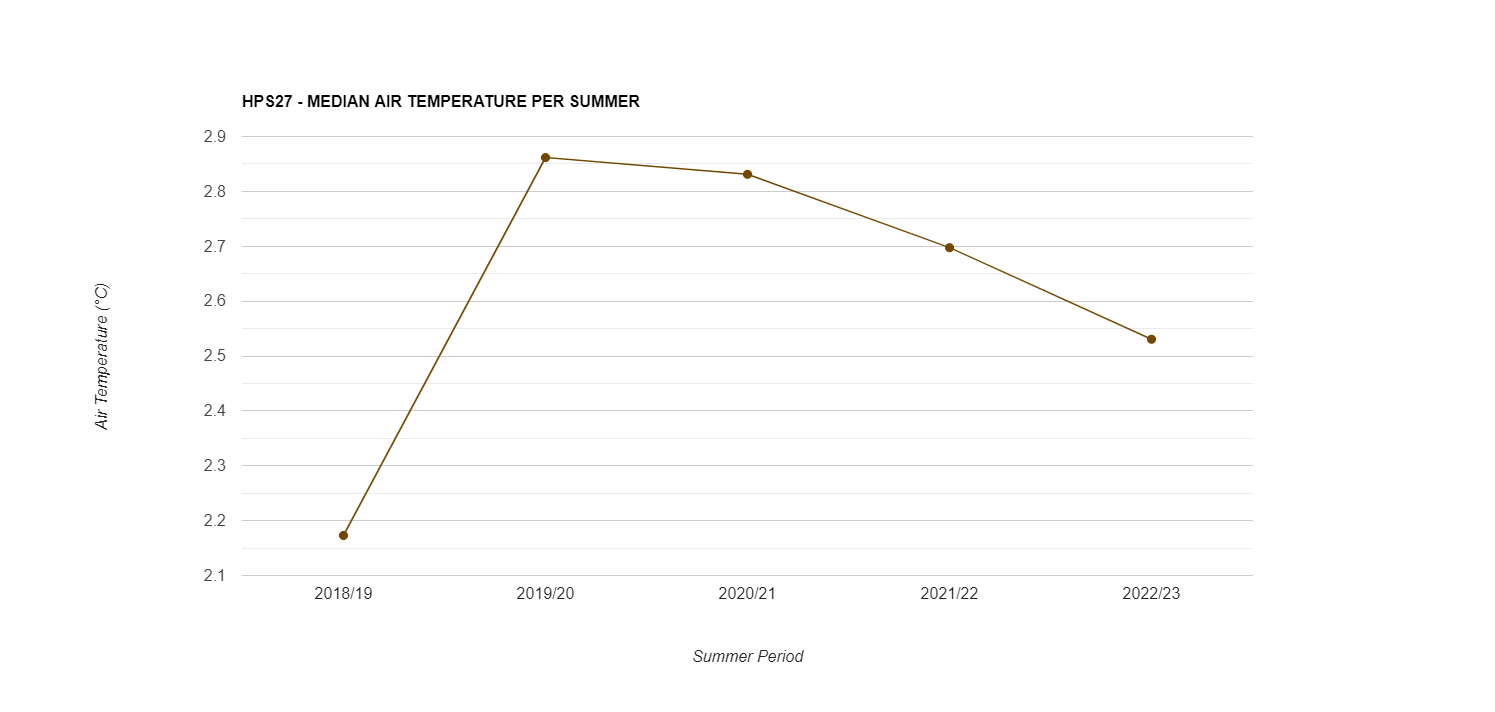 HPS27 - MEDIAN AIR TEMPERATURE PER SUMMER
2.9
2.8
2.7
2.6
2.5
2.4
2.3
2.2
2.1
Air Temperature (°C)
2018/19 2019/20 2020/21 2021/22 2022/23
Summer Period